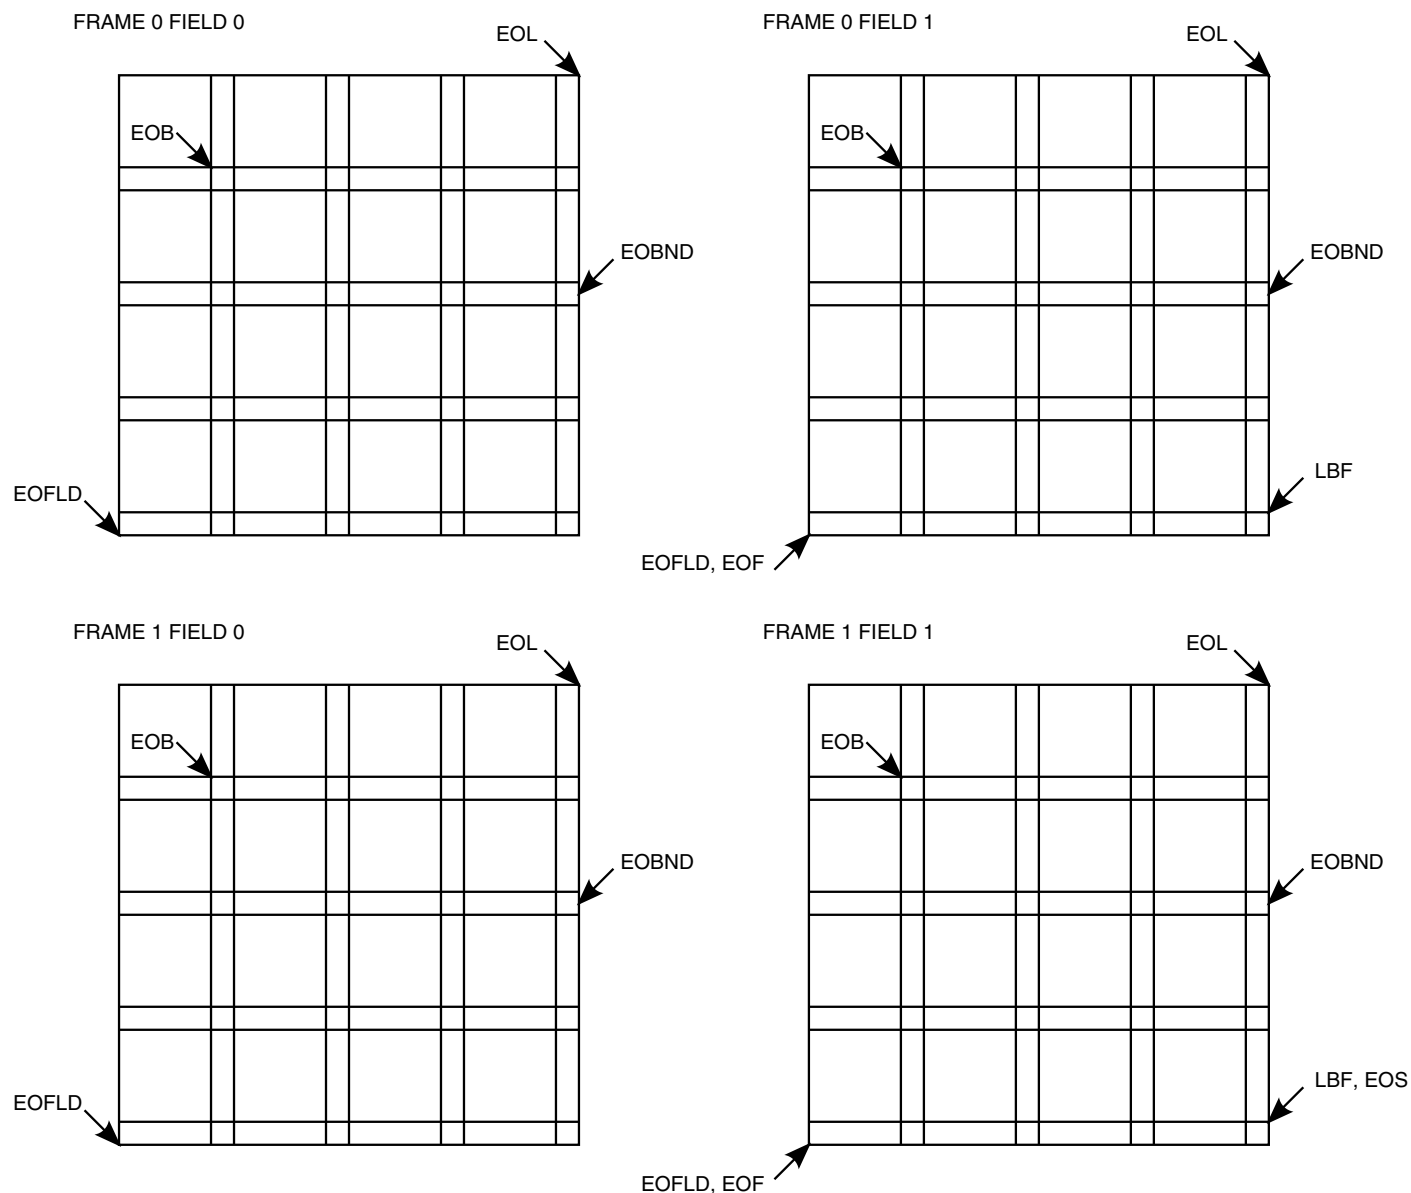 FRAME 0 FIELD 0
EOL
EOB
EOBND
EOFLD
FRAME 0 FIELD 1
EOL
EOB
EOBND
LBF
EOFLD, EOF
FRAME 1 FIELD 0
EOL
EOB
EOBND
EOFLD
FRAME 1 FIELD 1
EOL
EOB
EOBND
LBF, EOS
EOFLD, EOF